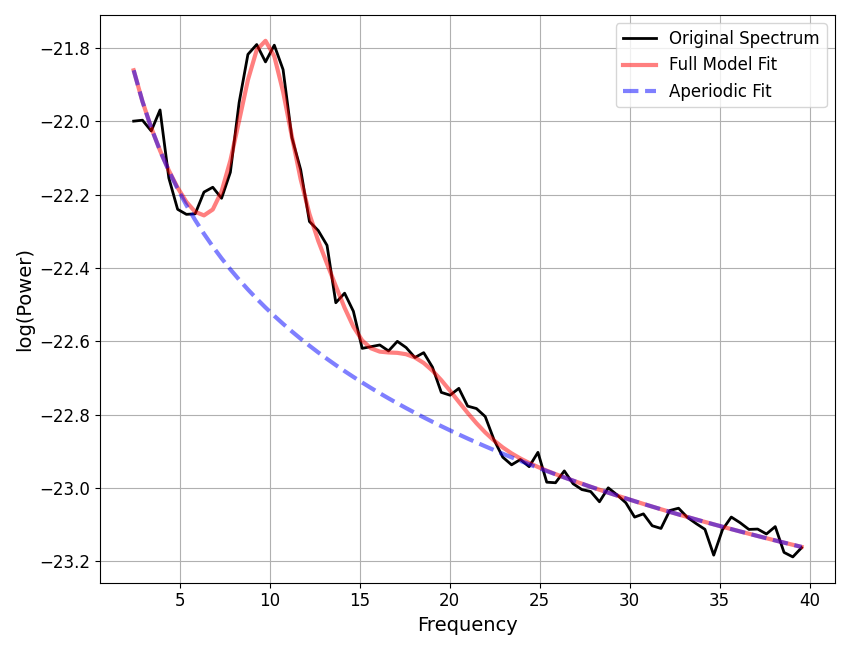 −21.8
−22.0
−22.2
−22.4
−22.6
−22.8
−23.0
−23.2
log(Power)
Original Spectrum
Full Model Fit
Aperiodic Fit
5 10 15 20 25 30 35 40
Frequency